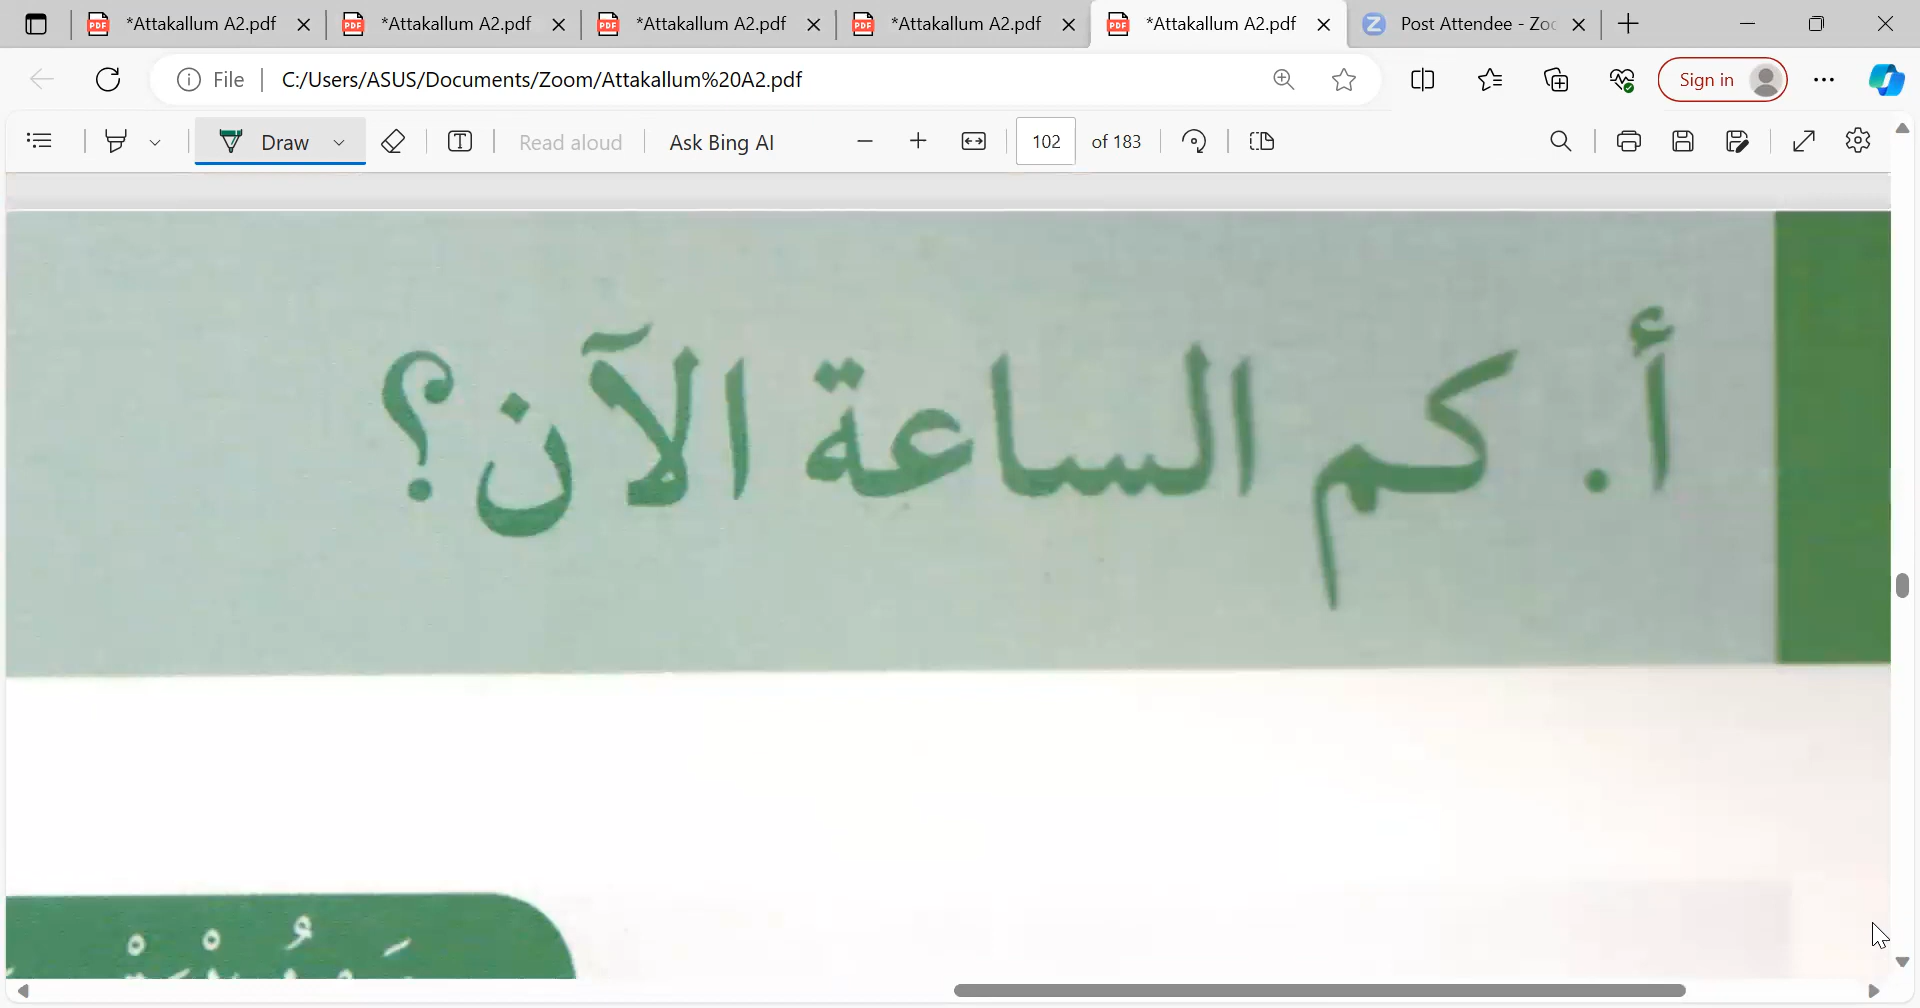 *Attakallum A2.pdf
*Attakallum A2.pdf
*Attakallum A2.pdf
*Attakallum A2.pdf
*Attakallum A2.pdf
Post Attendee - Zoo
File
C:/Users/ASUS/Documents/Zoom/Attakallum%20A2.pdf
Sign in
Draw
Read aloud
Ask Bing AI
102 of 183
أ. كم الساعة الآن؟